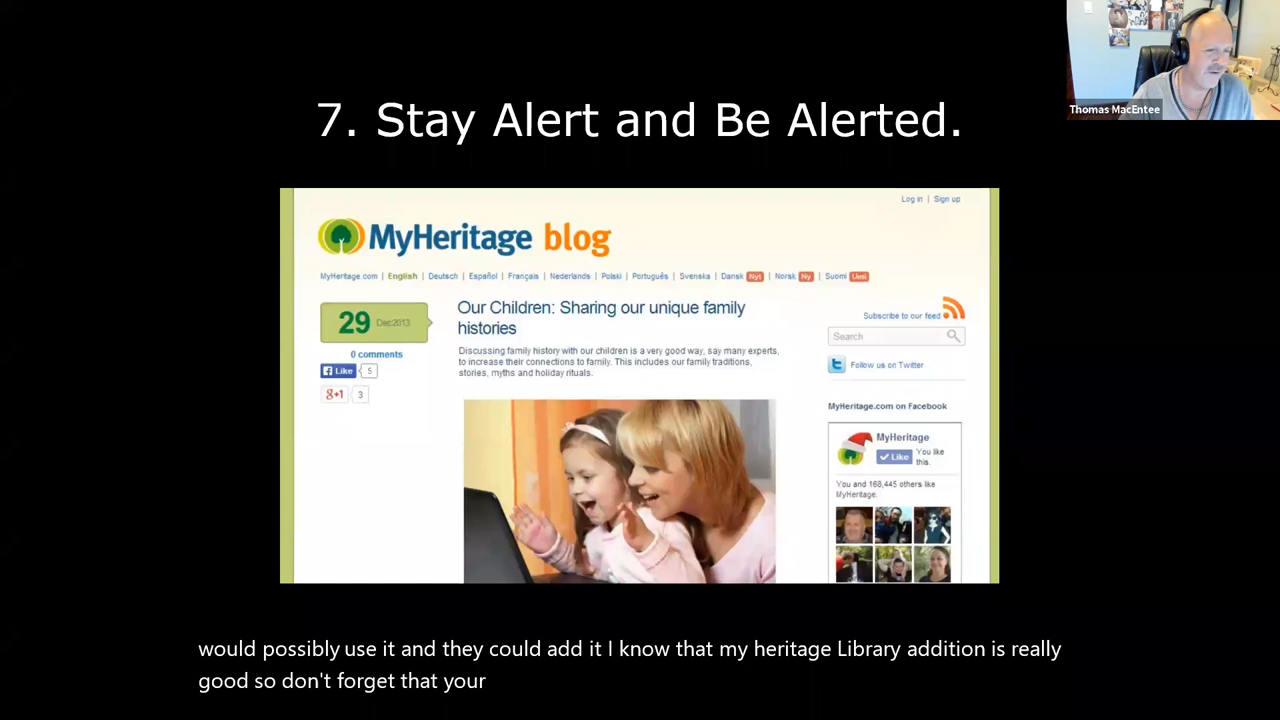 Thomas MacEntee
7. Stay Alert and Be Alerted.
Log in | Sign up
MyHeritage blog
MyHeritage.com | English | Deutsch | Español | Français | Nederlands | Polski | Português | Svenska | Dansk Nyt | Norsk Ny | Suomi Uusi
29 Dec2013
0 comments
Like 5
g+1 3
Our Children: Sharing our unique family
histories
Discussing family history with our children is a very good way, say many experts,
to increase their connections to family. This includes our family traditions,
stories, myths and holiday rituals.
Subscribe to our feed
Search
Follow us on Twitter
MyHeritage.com on Facebook
MyHeritage
Like You like
this.
You and 168,445 others like
MyHeritage.
would possibly use it and they could add it I know that my heritage Library addition is really
good so don't forget that your